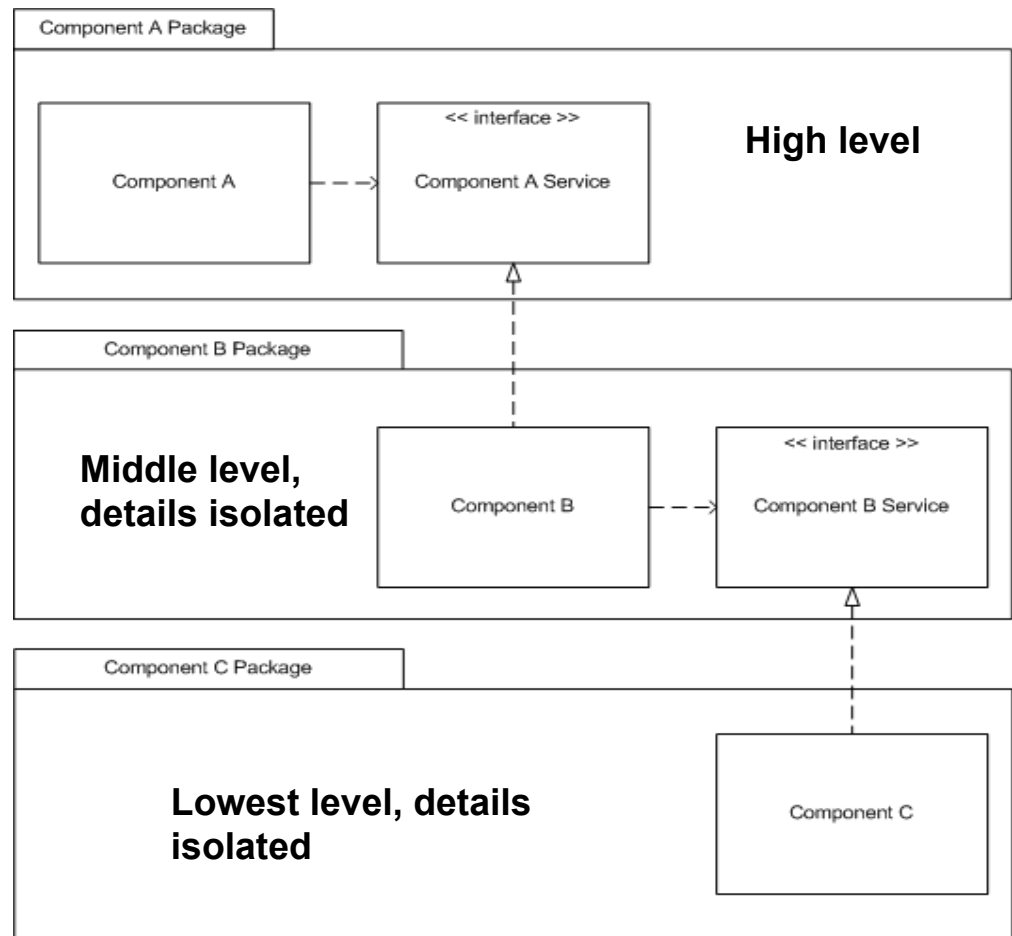 Component A Package
Component A
<< interface >>
Component A Service
High level
Component B Package
Middle level,
details isolated
Component B
<< interface >>
Component B Service
Component C Package
Lowest level, details
isolated
Component C